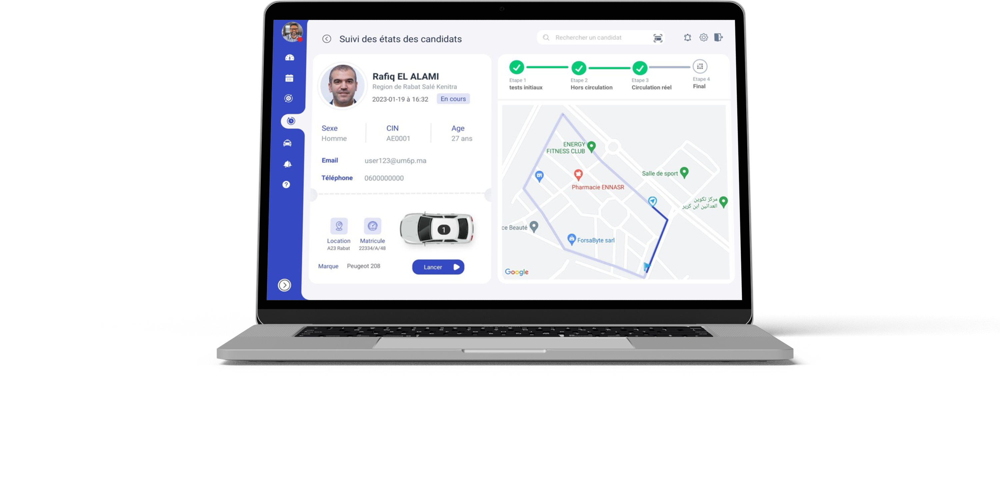 Suivi des états des candidats
Rechercher un candidat
Rafiq EL ALAMI
Region de Rabat Salé Kenitra
2023-01-19 à 16:32
En cours
Sexe
Homme
CIN
AE0001
Age
27 ans
Email
user123@um6p.ma
Téléphone
0600000000
Location
A23 Rabat
Matricule
22334/A/48
1
Marque
Peugeot 208
Lancer
Etape 1
tests initiaux
Etape 2
Hors circulation
Etape 3
Circulation réel
Etape 4
Final
ENERGY
FITNESS CLUB
Salle de sport
Pharmacie ENNASR
مركز تكوين
العدائين ابن كرير
ce Beauté
ForsaByte sarl
Google